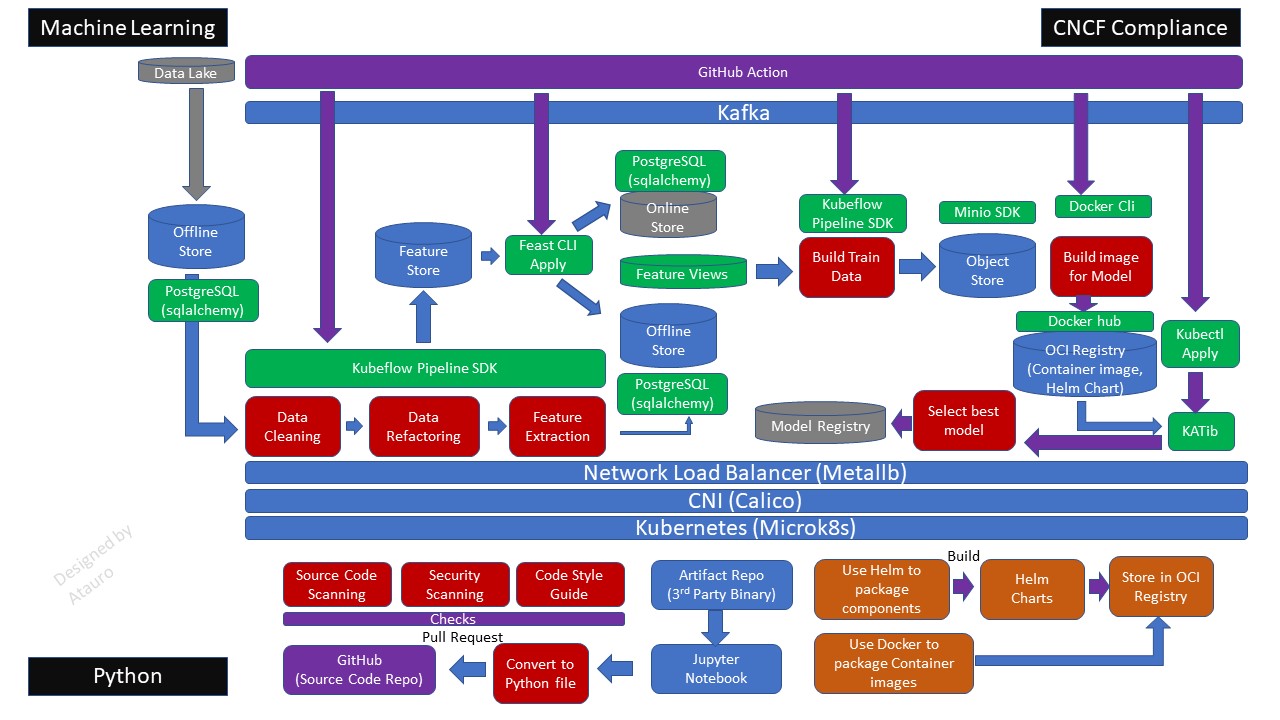 Machine Learning
CNCF Compliance
Data Lake
GitHub Action
Kafka
Offline
Store
PostgreSQL
(sqlalchemy)
Feature
Store
Feast CLI
Apply
PostgreSQL
(sqlalchemy)
Online
Store
Feature Views
Offline
Store
PostgreSQL
(sqlalchemy)
Kubeflow
Pipeline SDK
Build Train
Data
Minio SDK
Object
Store
Docker Cli
Build image
for Model
Docker hub
OCI Registry
(Container image,
Helm Chart)
Kubectl
Apply
KATib
Kubeflow Pipeline SDK
Data
Cleaning
Data
Refactoring
Feature
Extraction
Model Registry
Select best
model
Network Load Balancer (Metallb)
CNI (Calico)
Kubernetes (Microk8s)
Designed by
Atauro
Source Code
Scanning
Security
Scanning
Code Style
Guide
Checks
Pull Request
GitHub
(Source Code Repo)
Convert to
Python file
Artifact Repo
(3rd Party Binary)
Jupyter
Notebook
Use Helm to
package
components
Build
Helm
Charts
Store in OCI
Registry
Use Docker to
package Container
images
Python